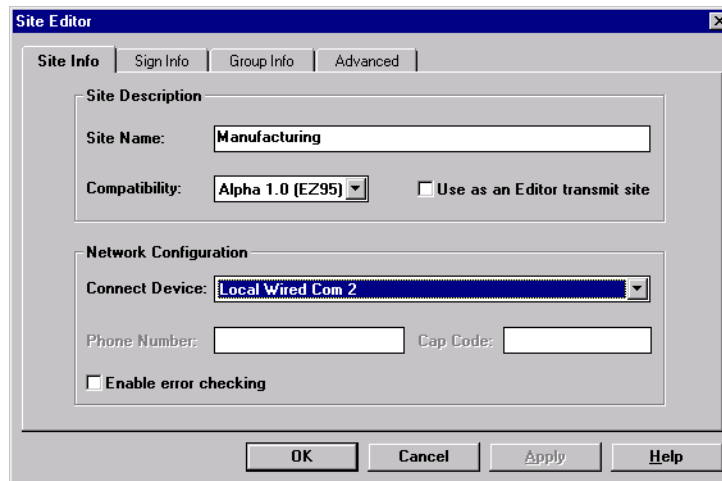 Site Editor
Site Info Sign Info Group Info Advanced
Site Description
Site Name: Manufacturing
Compatibility: Alpha 1.0 (EZ95) Use as an Editor transmit site
Network Configuration
Connect Device: Local Wired Com 2
Phone Number: Cap Code:
Enable error checking
OK Cancel Apply Help